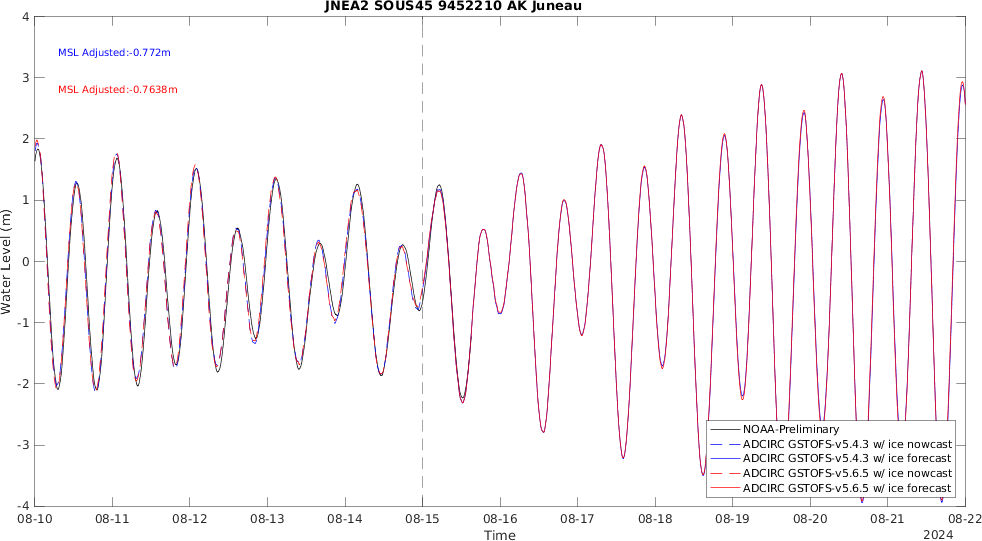 JNEA2 SOUS45 9452210 AK Juneau
MSL Adjusted:-0.772m
MSL Adjusted:-0.7638m
Water Level (m)
4
3
2
1
0
-1
-2
-3
-4
NOAA-Preliminary
ADCIRC GSTOFS-v5.4.3 w/ ice nowcast
ADCIRC GSTOFS-v5.4.3 w/ ice forecast
ADCIRC GSTOFS-v5.6.5 w/ ice nowcast
ADCIRC GSTOFS-v5.6.5 w/ ice forecast
08-10 08-11 08-12 08-13 08-14 08-15 08-16 08-17 08-18 08-19 08-20 08-21 08-22
Time
2024